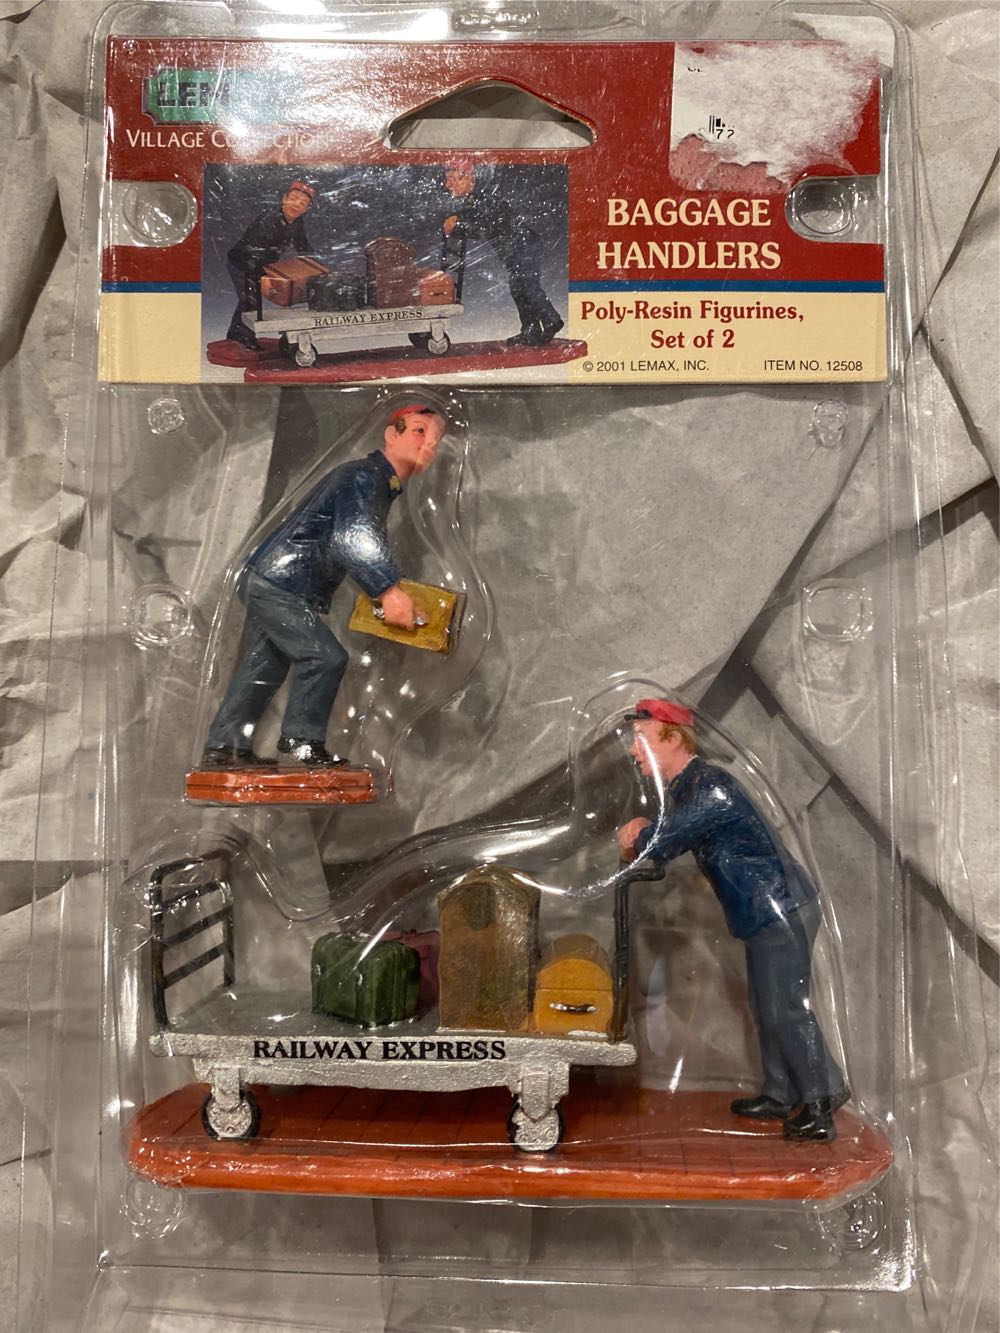 LEM
VILLAGE COLLECTION
BAGGAGE
HANDLERS
Poly-Resin Figurines,
Set of 2
© 2001 LEMAX, INC. ITEM NO. 12508
RAILWAY EXPRESS
RAILWAY EXPRESS